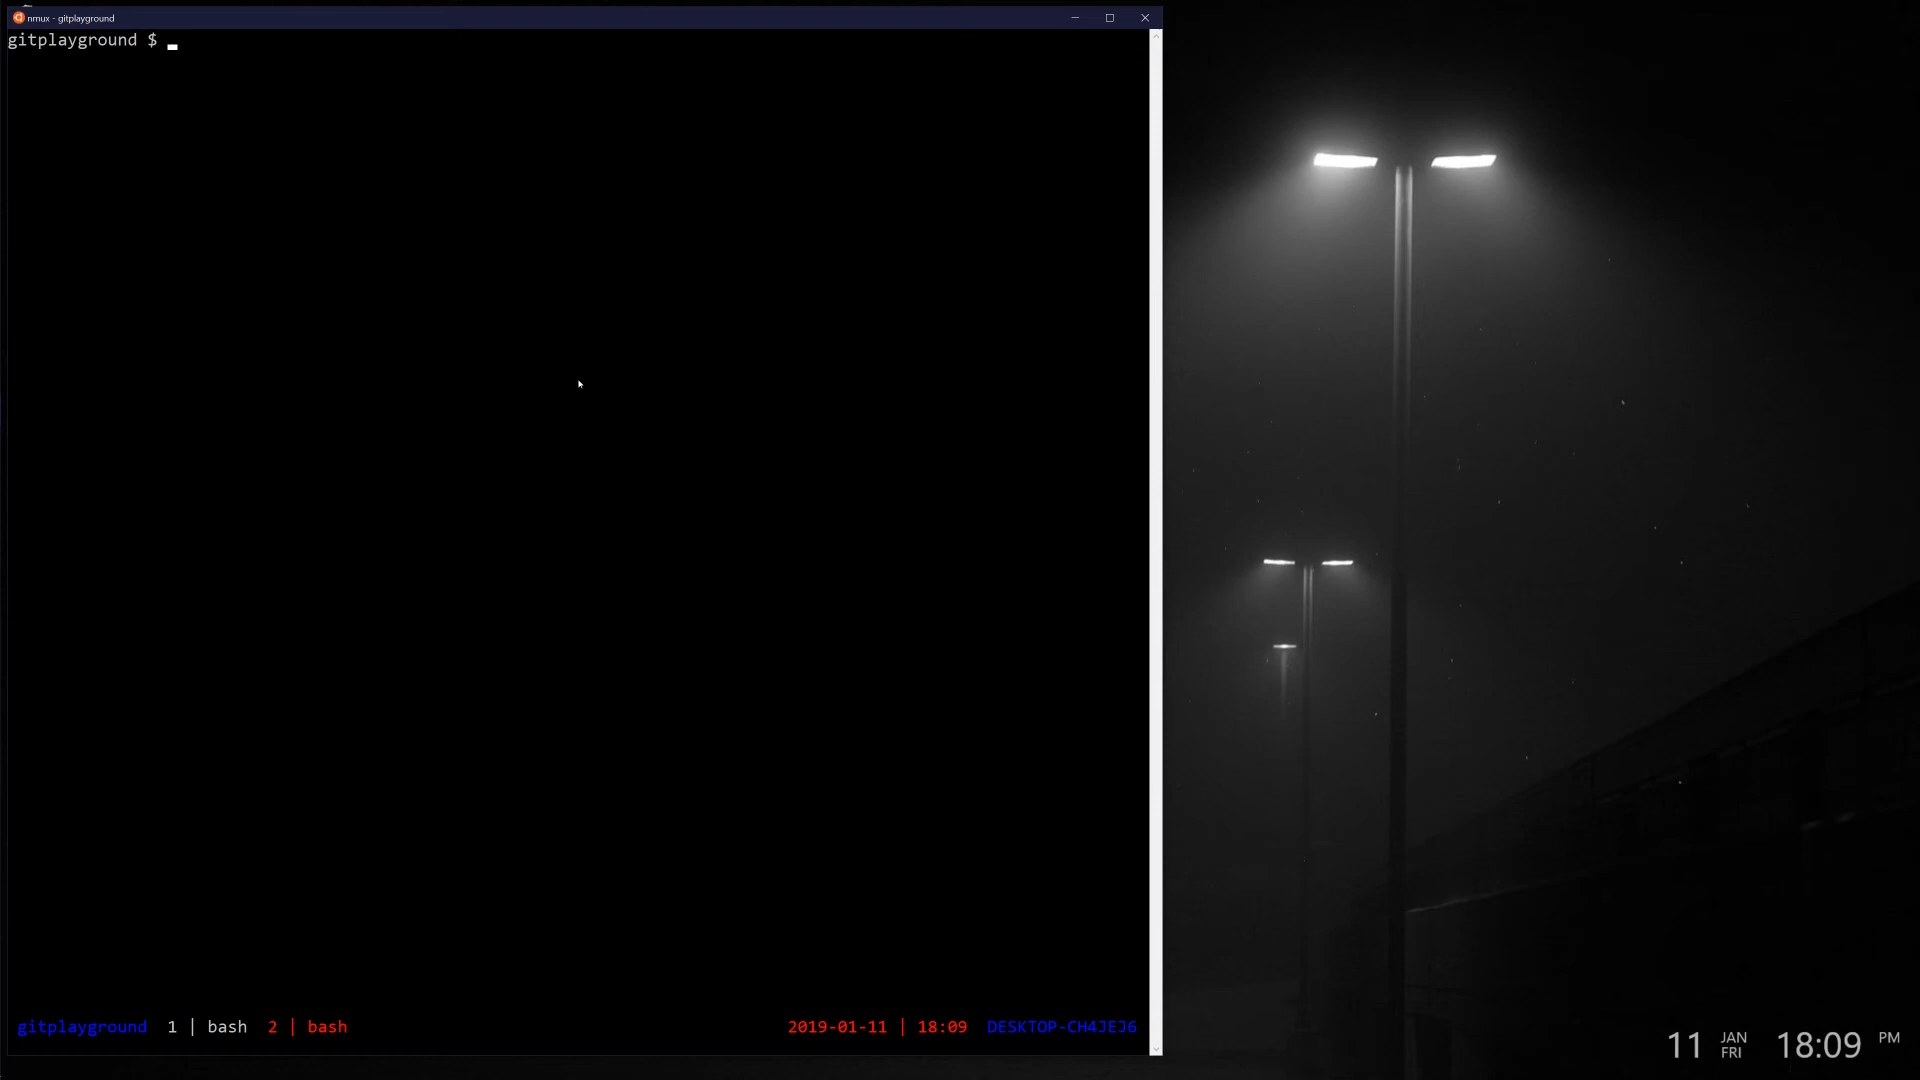 nmux - gitplayground
gitplayground $
gitplayground 1 | bash 2 | bash 2019-01-11 | 18:09 DESKTOP-CH4JEJ6
11 JAN FRI 18:09 PM